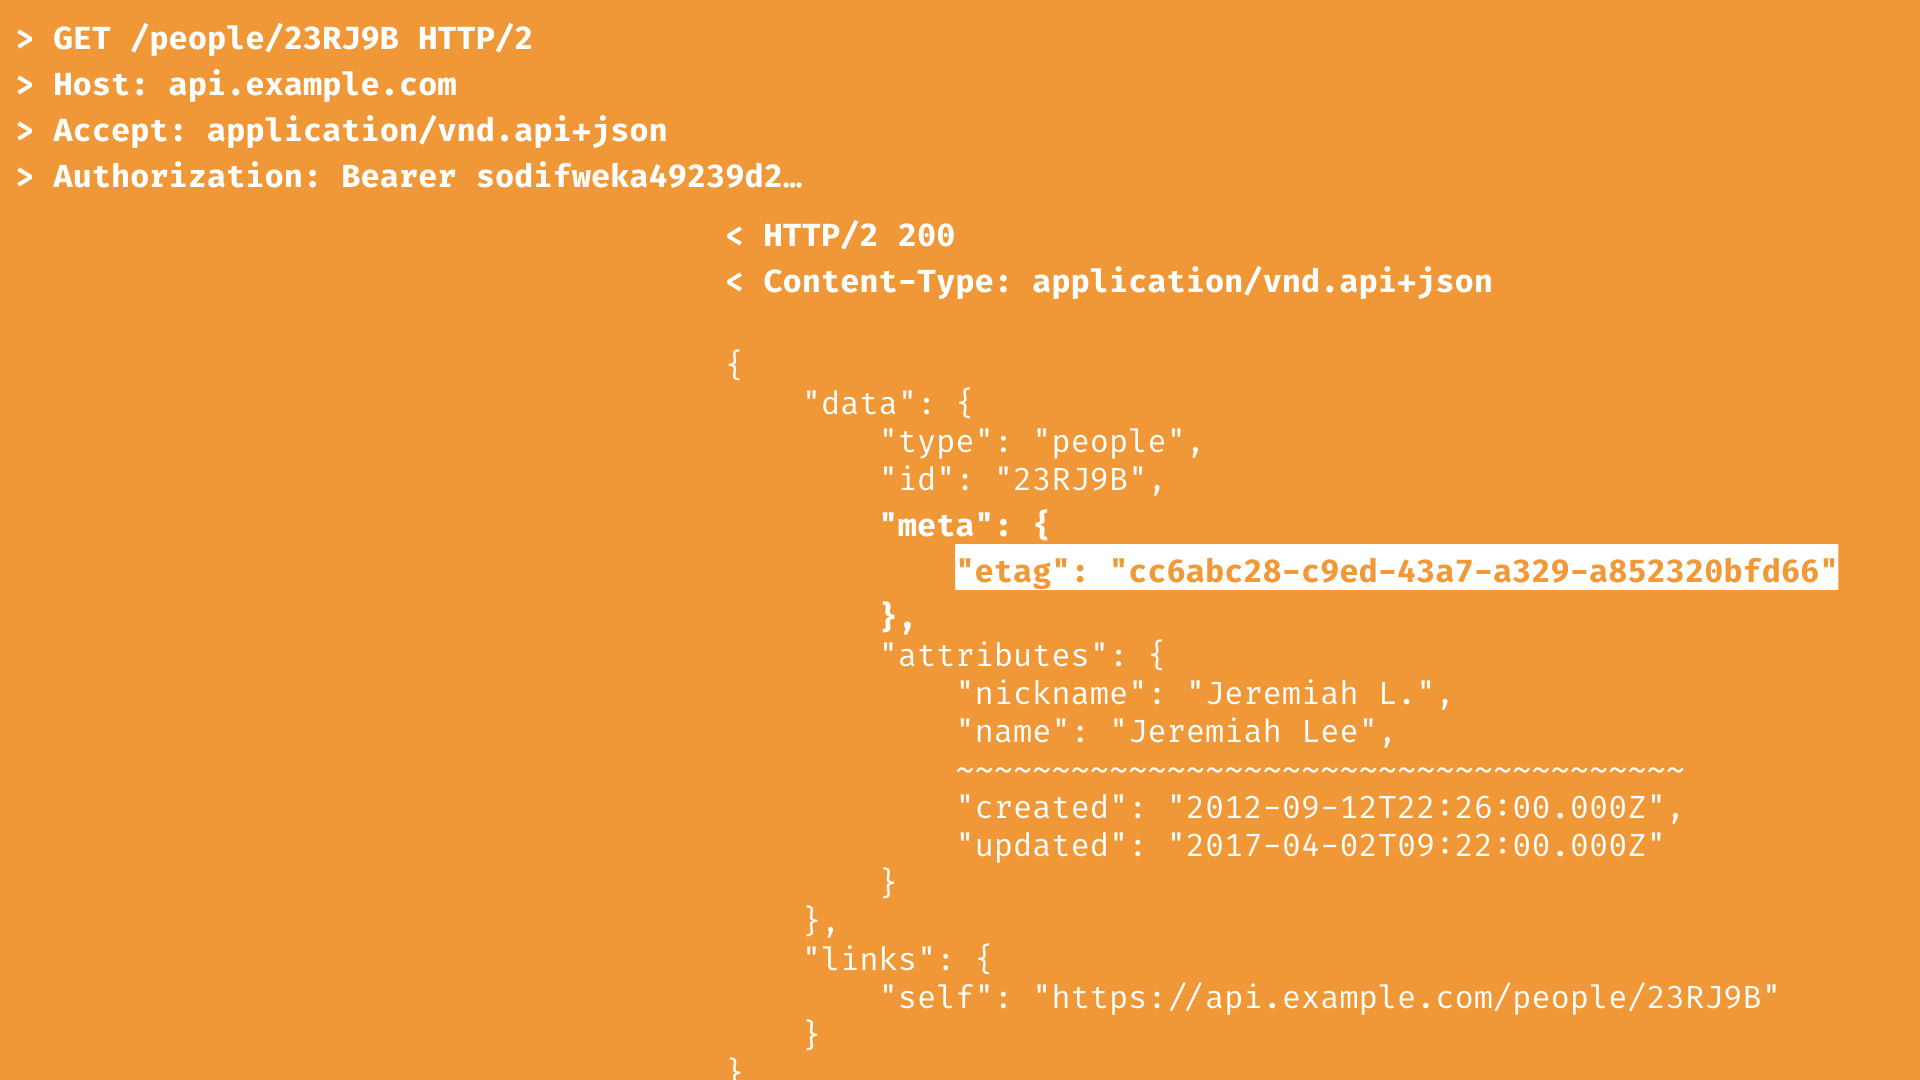 > GET /people/23RJ9B HTTP/2
> Host: api.example.com
> Accept: application/vnd.api+json
> Authorization: Bearer sodifweka49239d2…
< HTTP/2 200
< Content-Type: application/vnd.api+json
{
"data": {
"type": "people",
"id": "23RJ9B",
"meta": {
"etag": "cc6abc28-c9ed-43a7-a329-a852320bfd66"
},
"attributes": {
"nickname": "Jeremiah L.",
"name": "Jeremiah Lee",
~~~~~~~~~~~~~~~~~~~~~~~~~~~~~~~~~~~~~~
"created": "2012-09-12T22:26:00.000Z",
"updated": "2017-04-02T09:22:00.000Z"
}
},
"links": {
"self": "https://api.example.com/people/23RJ9B"
}
}